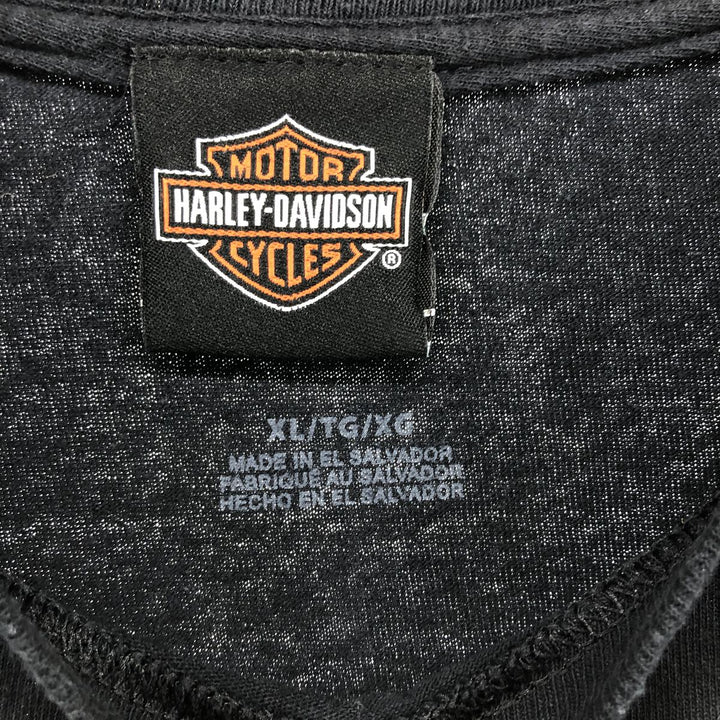 MOTOR
HARLEY-DAVIDSON
CYCLES
®
XL/TG/XG
MADE IN EL SALVADOR
FABRIQUÉ AU SALVADOR
HECHO EN EL SALVADOR